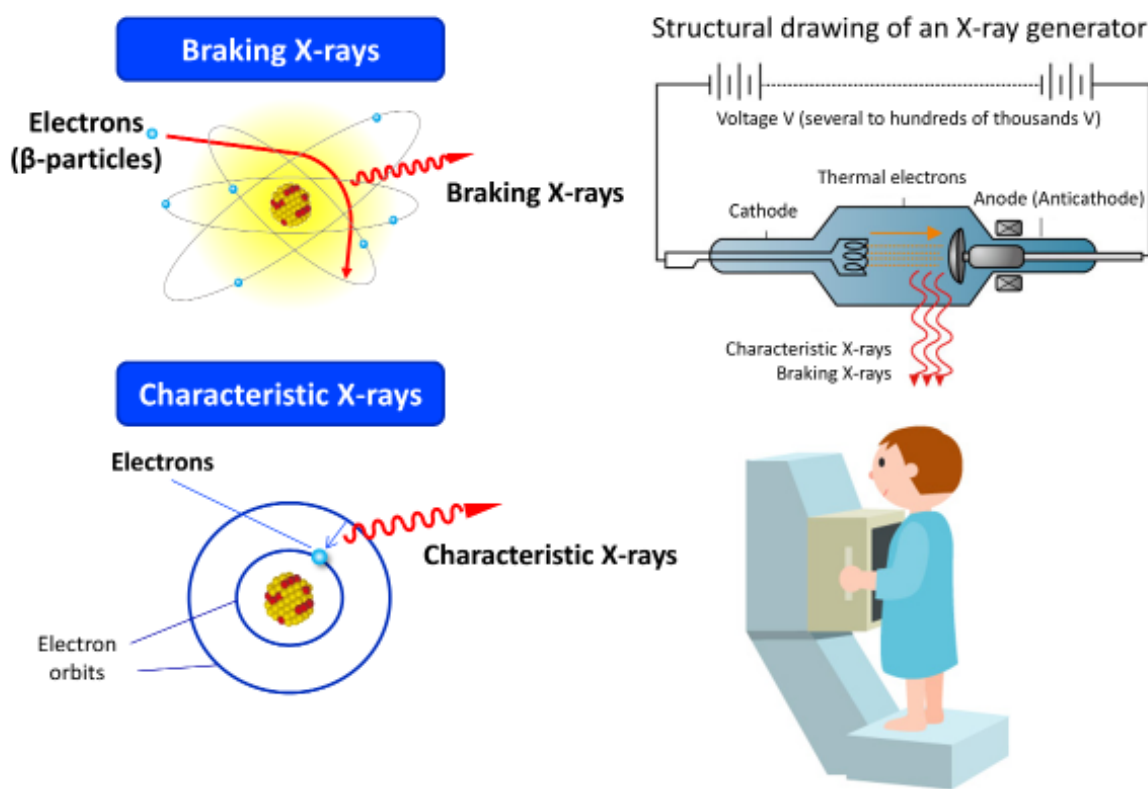 Braking X-rays
Electrons
(β-particles)
Braking X-rays
Characteristic X-rays
Electrons
Characteristic X-rays
Electron
orbits
Structural drawing of an X-ray generator
Voltage V (several to hundreds of thousands V)
Thermal electrons
Cathode
Anode (Anticathode)
Characteristic X-rays
Braking X-rays